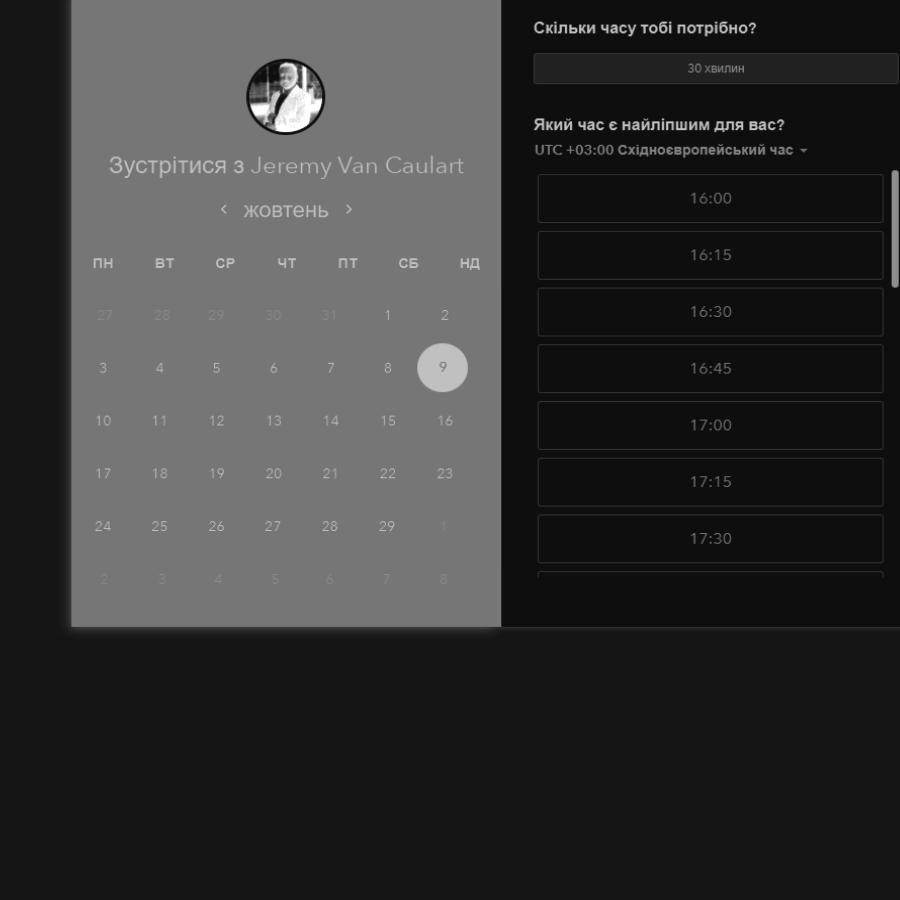 Зустрітися з Jeremy Van Caulart
‹ жовтень ›
ПН ВТ СР ЧТ ПТ СБ НД
27 28 29 30 31 1 2
3 4 5 6 7 8 9
10 11 12 13 14 15 16
17 18 19 20 21 22 23
24 25 26 27 28 29 1
2 3 4 5 6 7 8
Скільки часу тобі потрібно?
30 хвилин
Який час є найліпшим для вас?
UTC +03:00 Східноєвропейський час
16:00
16:15
16:30
16:45
17:00
17:15
17:30